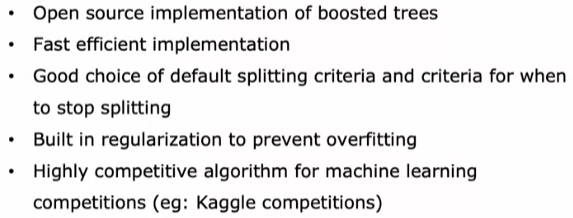 • Open source implementation of boosted trees
• Fast efficient implementation
• Good choice of default splitting criteria and criteria for when
to stop splitting
• Built in regularization to prevent overfitting
• Highly competitive algorithm for machine learning
competitions (eg: Kaggle competitions)